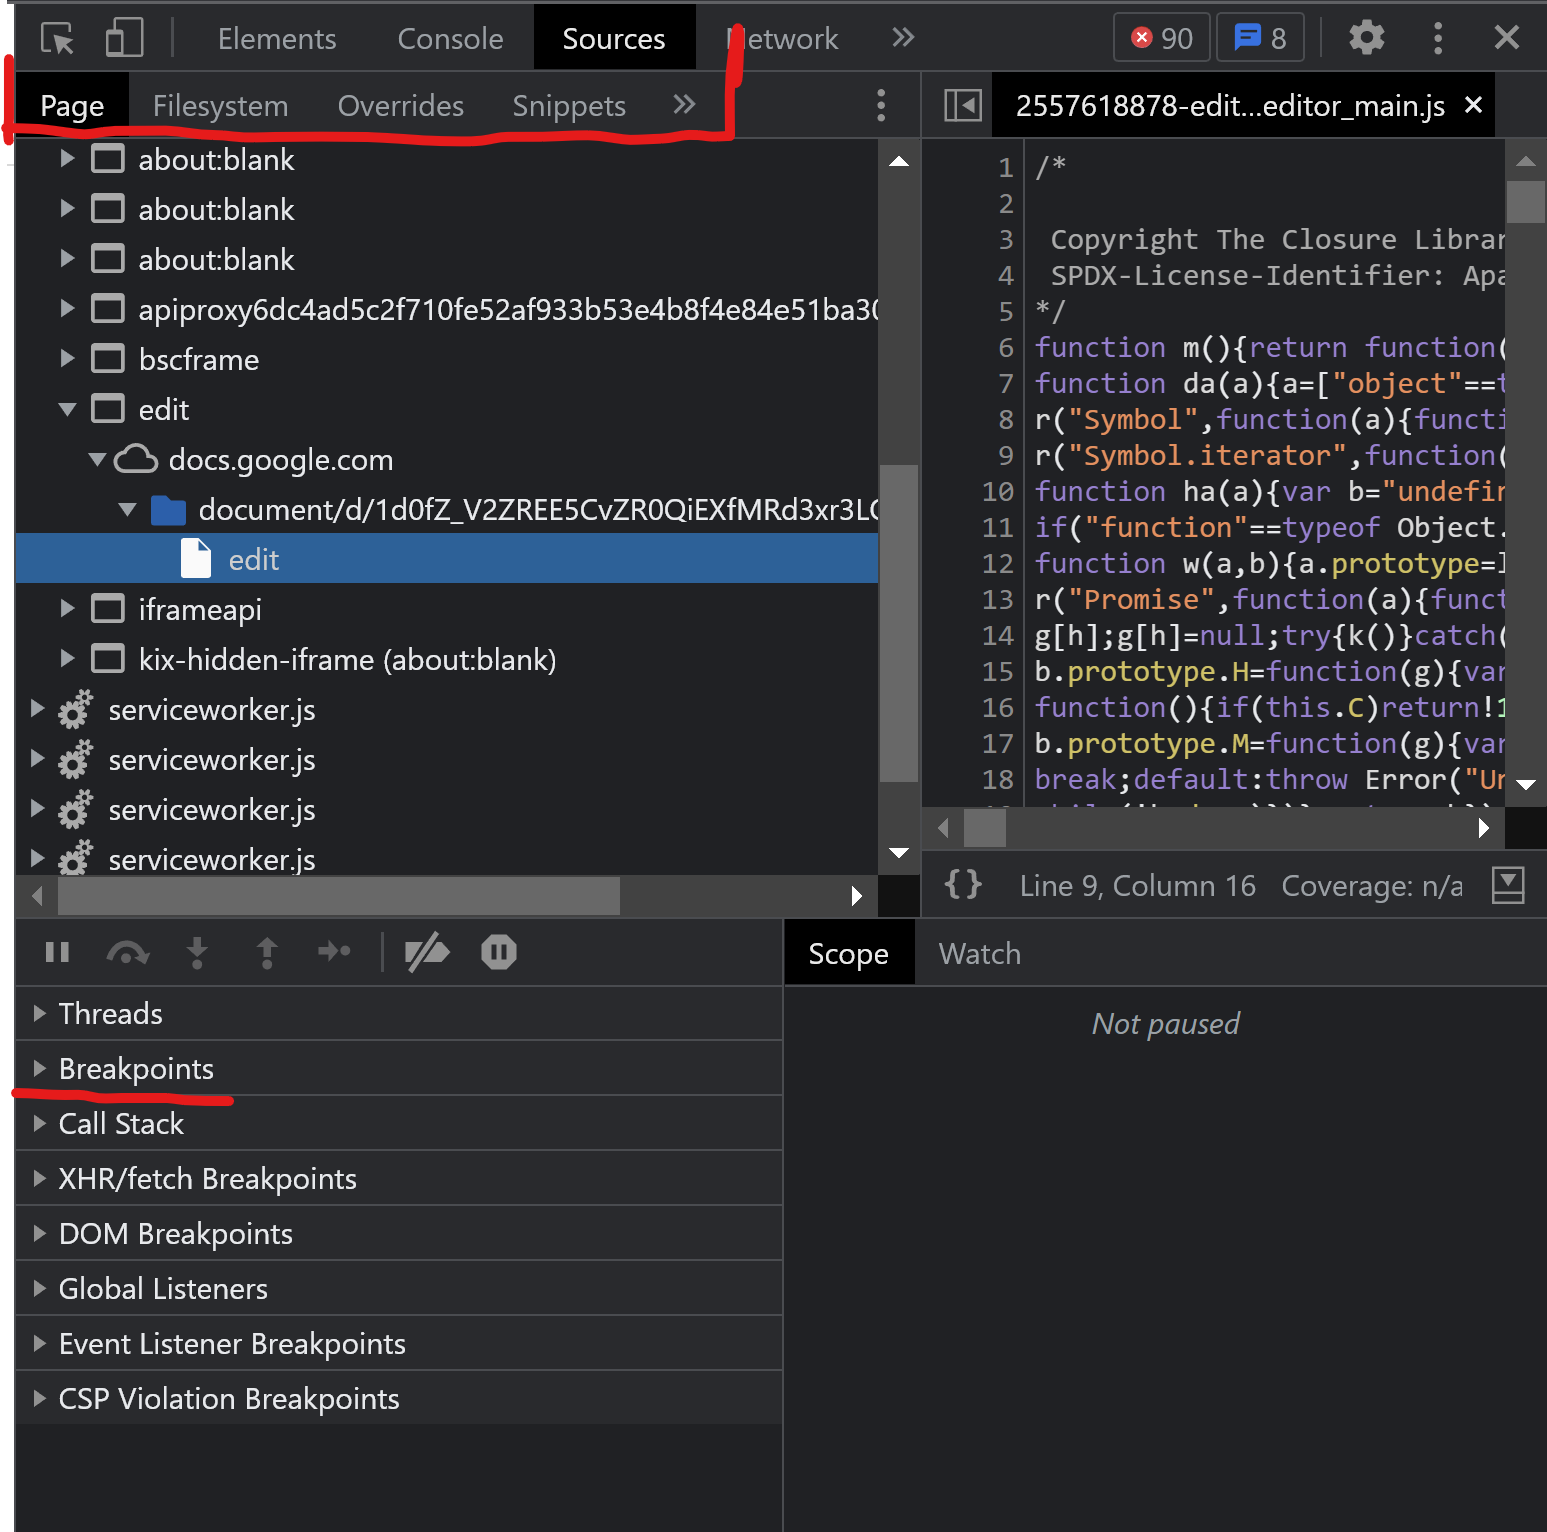 Elements Console Sources Network » 90 8
Page Filesystem Overrides Snippets »
about:blank
about:blank
about:blank
apiproxy6dc4ad5c2f710fe52af933b53e4b8f4e84e51ba30
bscframe
edit
docs.google.com
document/d/1d0fZ_V2ZREE5CvZR0QiEXfMRd3xr3LC
edit
iframeapi
kix-hidden-iframe (about:blank)
serviceworker.js
serviceworker.js
serviceworker.js
serviceworker.js
2557618878-edit...editor_main.js ×
1 /*
2
3 Copyright The Closure Librar
4 SPDX-License-Identifier: Apa
5 */
6 function m(){return function(
7 function da(a){a=["object"==t
8 r("Symbol",function(a){functi
9 r("Symbol.iterator",function(
10 function ha(a){var b="undefin
11 if("function"==typeof Object.
12 function w(a,b){a.prototype=
13 r("Promise",function(a){funct
14 g[h];g[h]=null;try{k()}catch(
15 b.prototype.H=function(g){var
16 function(){if(this.C)return!1
17 b.prototype.M=function(g){var
18 break;default:throw Error("Un
{} Line 9, Column 16 Coverage: n/a
Threads
Breakpoints
Call Stack
XHR/fetch Breakpoints
DOM Breakpoints
Global Listeners
Event Listener Breakpoints
CSP Violation Breakpoints
Scope Watch
Not paused